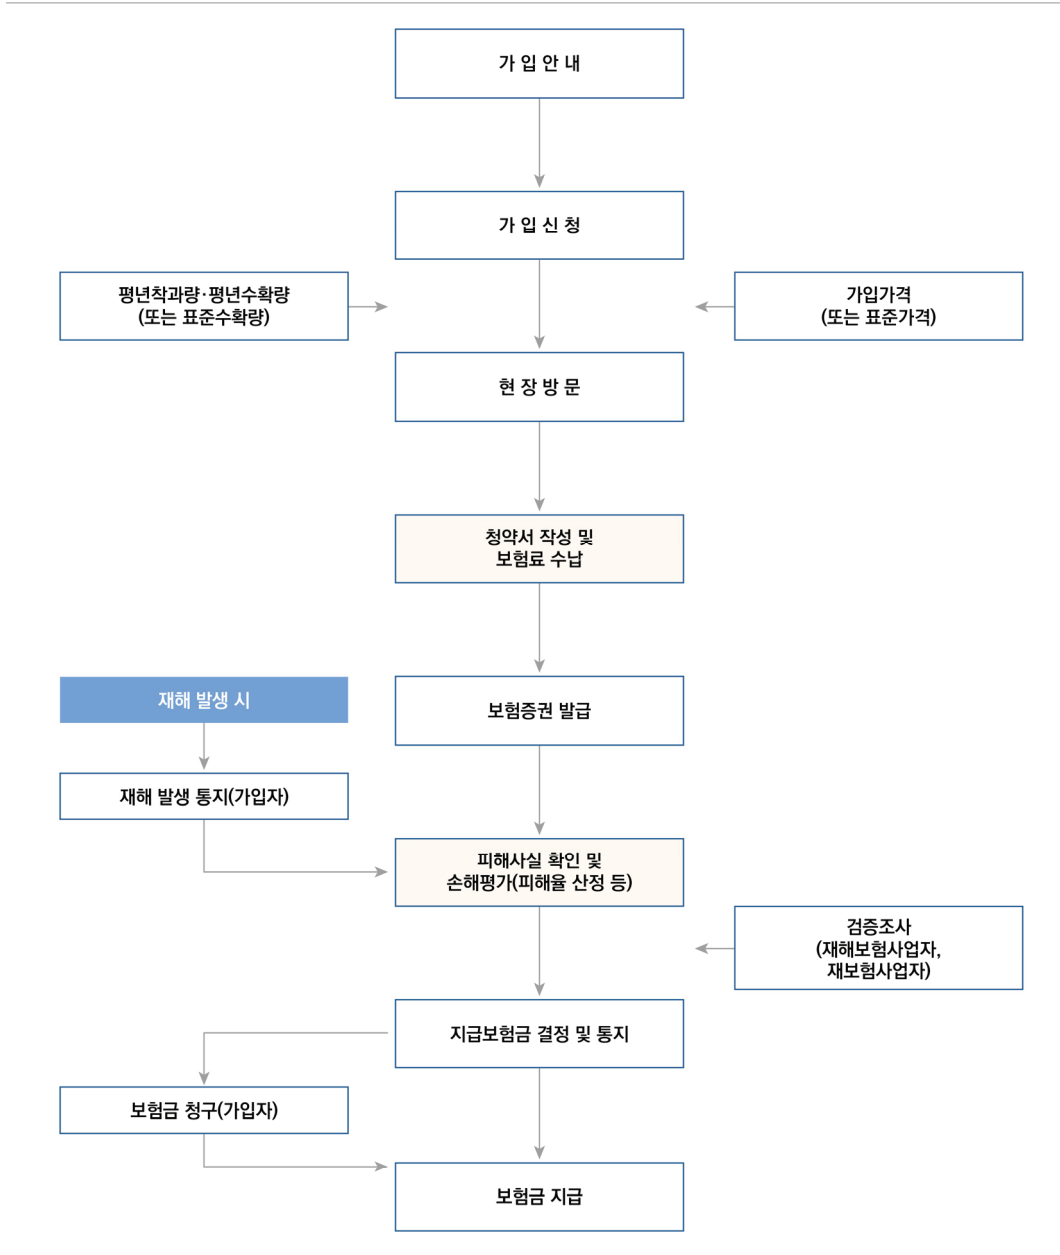 가 입 안 내
가 입 신 청
평년착과량·평년수확량
(또는 표준수확량)
가입가격
(또는 표준가격)
현 장 방 문
청약서 작성 및
보험료 수납
재해 발생 시
보험증권 발급
재해 발생 통지(가입자)
피해사실 확인 및
손해평가(피해율 산정 등)
검증조사
(재해보험사업자,
재보험사업자)
지급보험금 결정 및 통지
보험금 청구(가입자)
보험금 지급